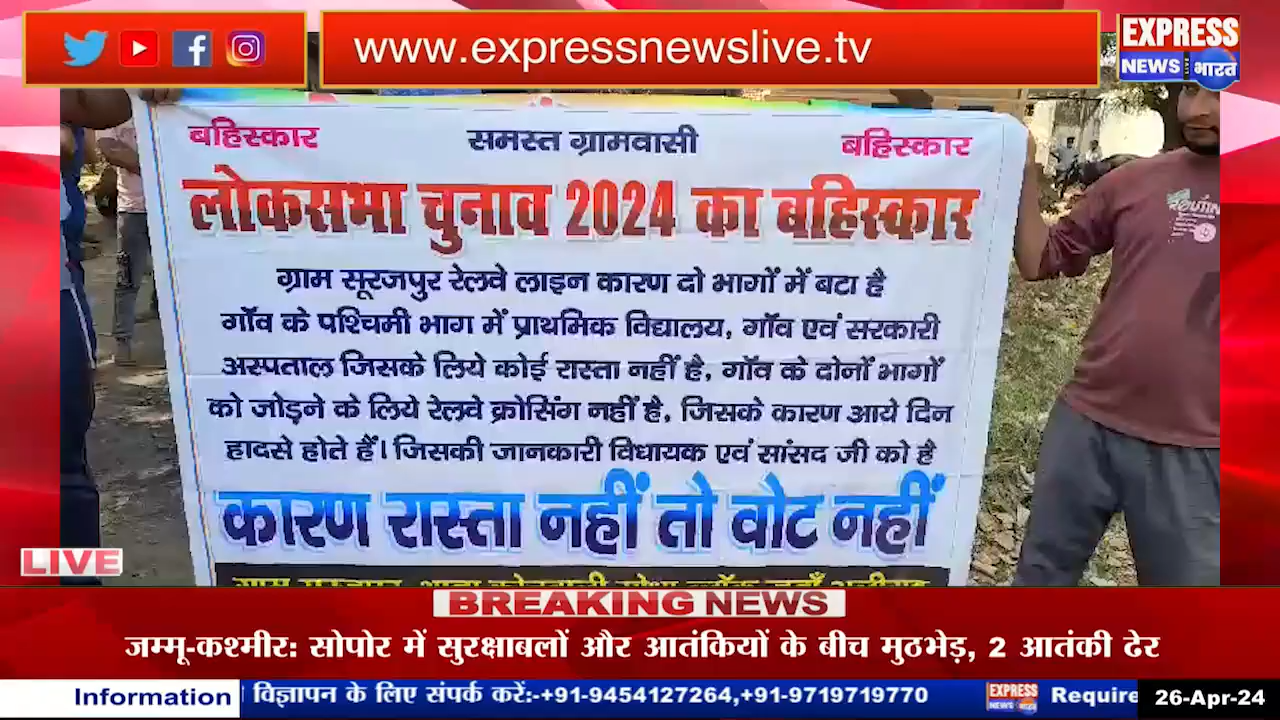 www.expressnewslive.tv
EXPRESS
NEWS भारत
बहिस्कार समस्त ग्रामवासी बहिस्कार
लोकसभा चुनाव 2024 का बहिस्कार
ग्राम सूरजपुर रेलवे लाइन कारण दो भागों में बटा है
गॉव के पश्चिमी भाग में प्राथमिक विद्यालय, गॉव एवं सरकारी
अस्पताल जिसके लिये कोई रास्ता नहीं है, गॉव के दोनों भागों
को जोड़ने के लिये रेलवे क्रोसिंग नहीं है, जिसके कारण आये दिन
हादसे होते हैं। जिसकी जानकारी विधायक एवं सांसद जी को है
कारण रास्ता नहीं तो वोट नहीं
LIVE
BREAKING NEWS
जम्मू-कश्मीर: सोपोर में सुरक्षाबलों और आतंकियों के बीच मुठभेड़, 2 आतंकी ढेर
Information विज्ञापन के लिए संपर्क करें:-+91-9454127264,+91-9719719770 EXPRESS NEWS भारत Require 26-Apr-24